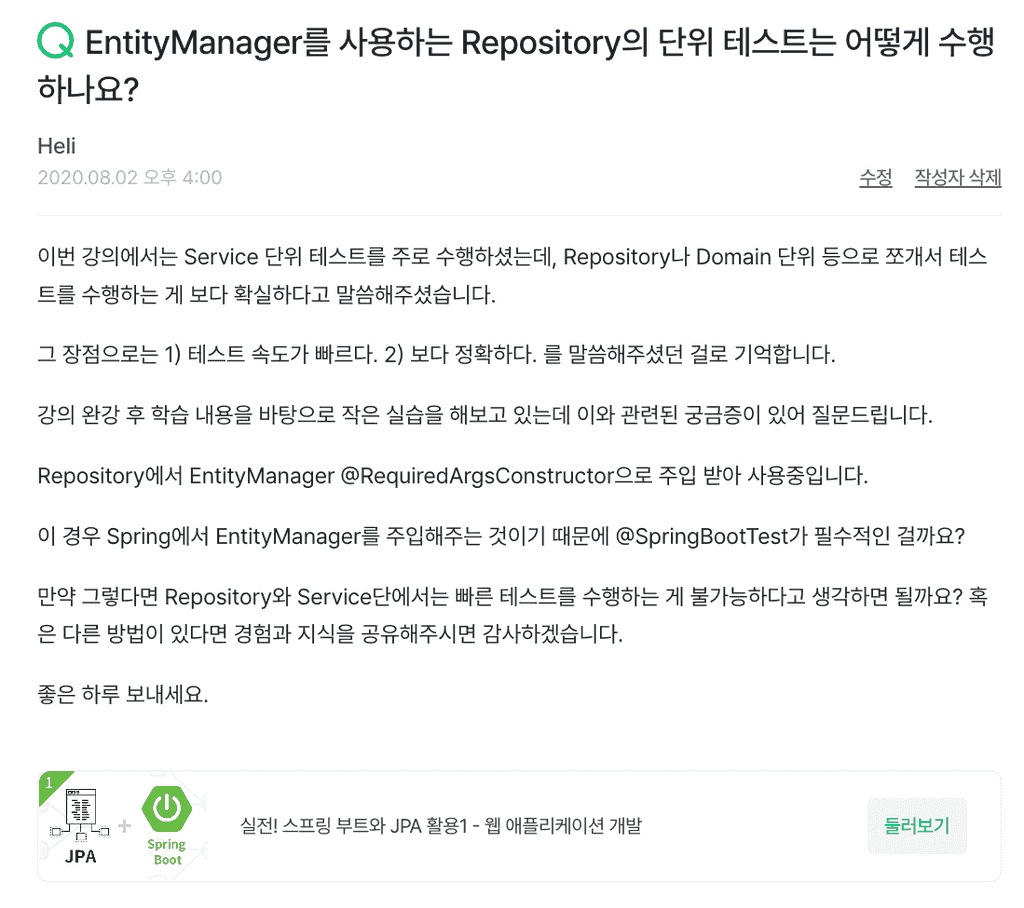 EntityManager를 사용하는 Repository의 단위 테스트는 어떻게 수행
하나요?
Heli
2020.08.02 오후 4:00
수정 작성자 삭제
이번 강의에서는 Service 단위 테스트를 주로 수행하셨는데, Repository나 Domain 단위 등으로 쪼개서 테스
트를 수행하는 게 보다 확실하다고 말씀해주셨습니다.
그 장점으로는 1) 테스트 속도가 빠르다. 2) 보다 정확하다. 를 말씀해주셨던 걸로 기억합니다.
강의 완강 후 학습 내용을 바탕으로 작은 실습을 해보고 있는데 이와 관련된 궁금증이 있어 질문드립니다.
Repository에서 EntityManager @RequiredArgsConstructor으로 주입 받아 사용중입니다.
이 경우 Spring에서 EntityManager를 주입해주는 것이기 때문에 @SpringBootTest가 필수적인 걸까요?
만약 그렇다면 Repository와 Service단에서는 빠른 테스트를 수행하는 게 불가능하다고 생각하면 될까요? 혹
은 다른 방법이 있다면 경험과 지식을 공유해주시면 감사하겠습니다.
좋은 하루 보내세요.
1
JPA
+
Spring
Boot
실전! 스프링 부트와 JPA 활용1 - 웹 애플리케이션 개발
둘러보기